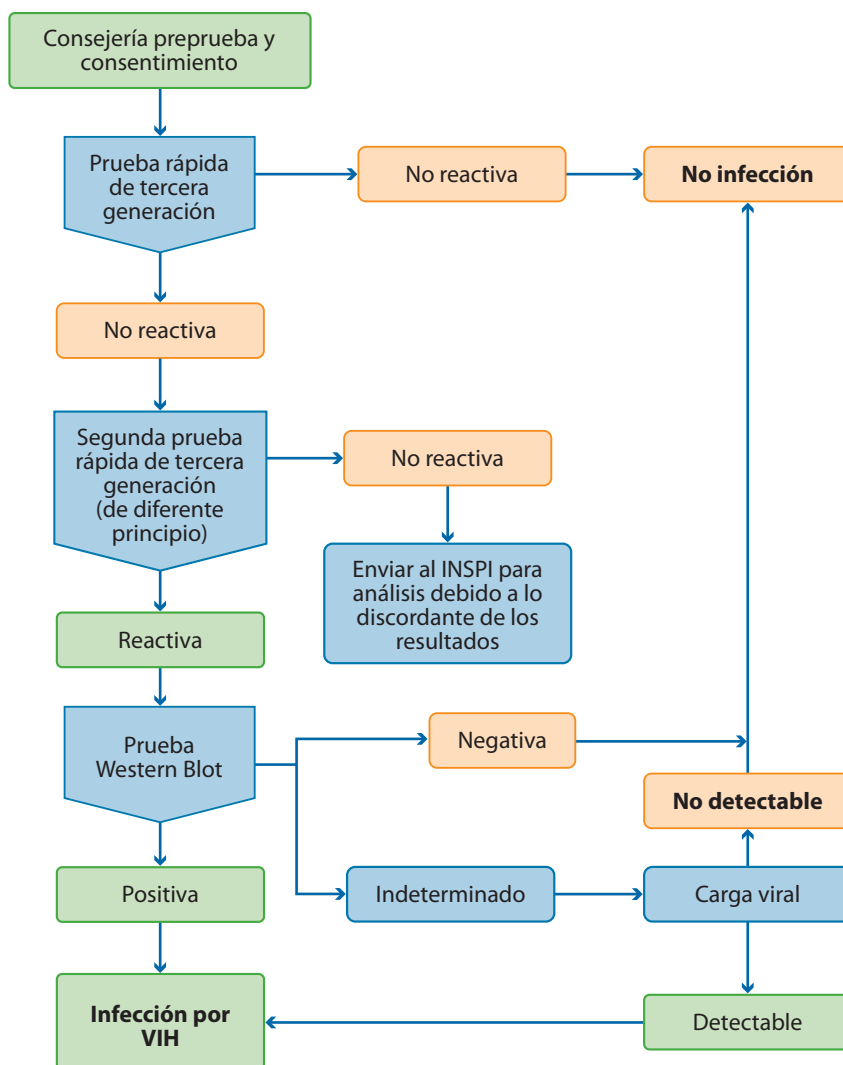 Consejería preprueba y
consentimiento
Prueba rápida
de tercera
generación
No reactiva
No infección
No reactiva
Segunda prueba
rápida de tercera
generación
(de diferente
principio)
No reactiva
Enviar al INSPI para
análisis debido a lo
discordante de los
resultados
Reactiva
Prueba
Western Blot
Negativa
No detectable
Positiva
Indeterminado
Carga viral
Infección por
VIH
Detectable